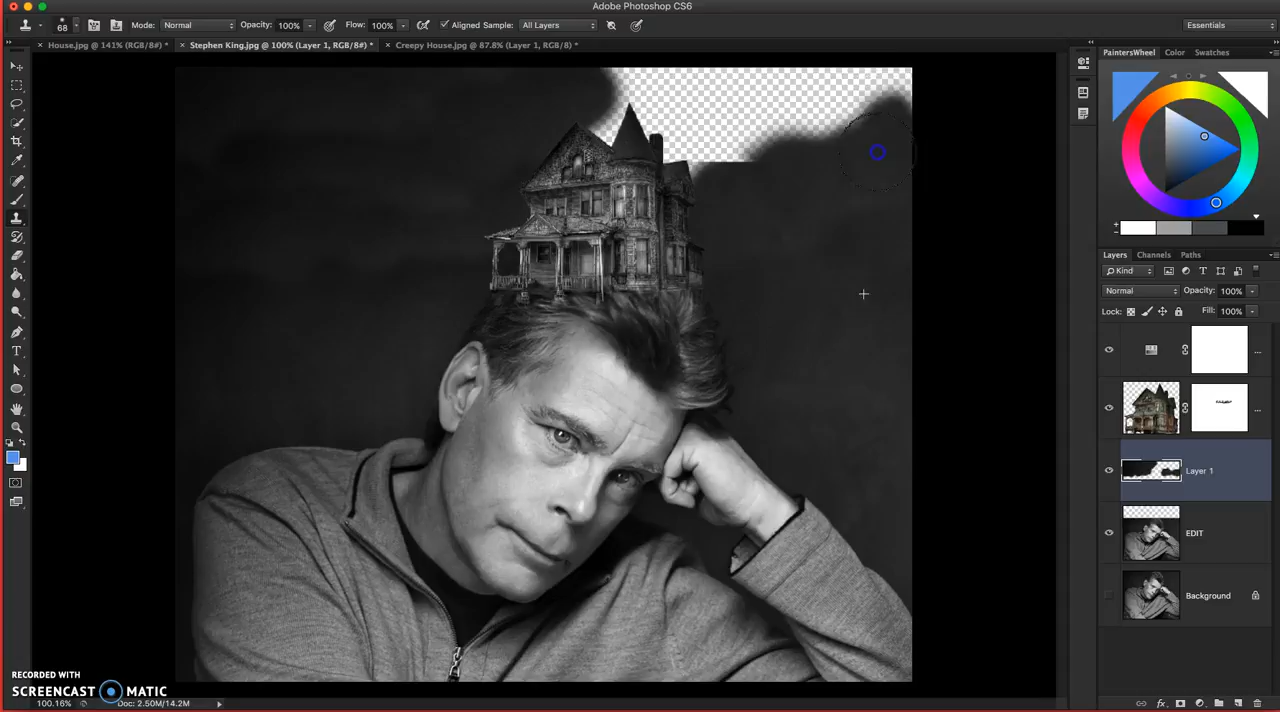 Adobe Photoshop CS6
68 Mode: Normal Opacity: 100% Flow: 100% Aligned Sample: All Layers Essentials
House.jpg @ 141% (RGB/8#) * Stephen King.jpg @ 100% (Layer 1, RGB/8#) * Creepy House.jpg @ 87.8% (Layer 1, RGB/8) *
PaintersWheel Color Swatches
Layers Channels Paths
Kind
Normal Opacity: 100%
Lock: Fill: 100%
...
...
Layer 1
EDIT
Background
RECORDED WITH
SCREENCAST MATIC
100.16% Doc: 2.50M/14.2M